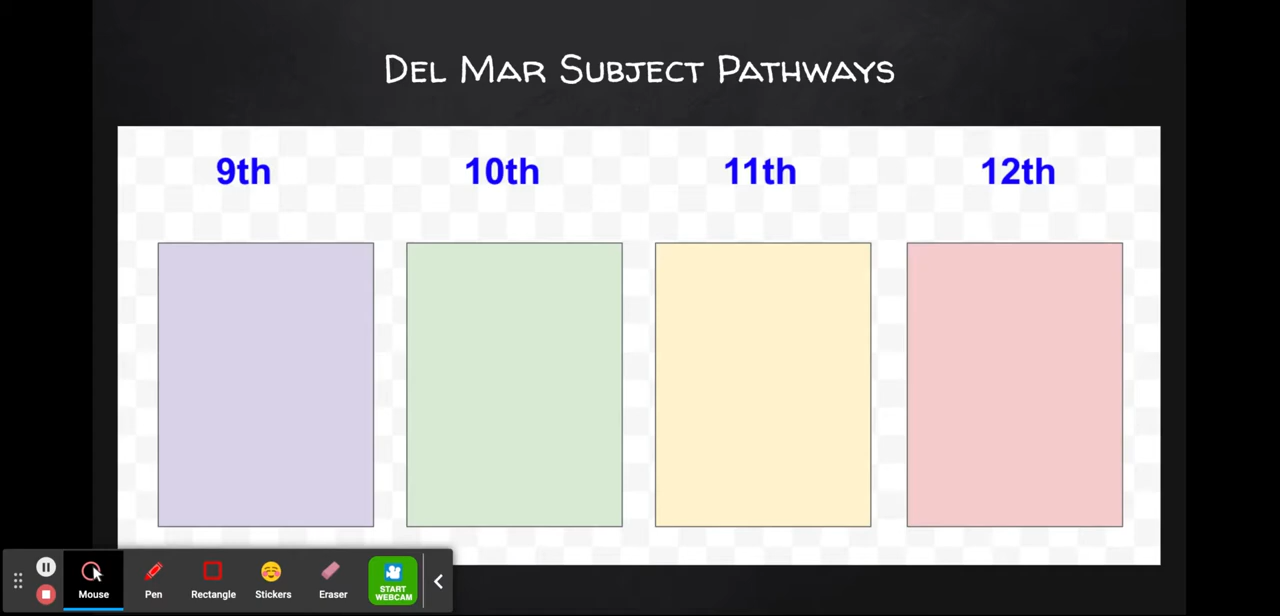 Del Mar Subject Pathways
9th 10th 11th 12th
Mouse Pen Rectangle Stickers Eraser START
WEBCAM